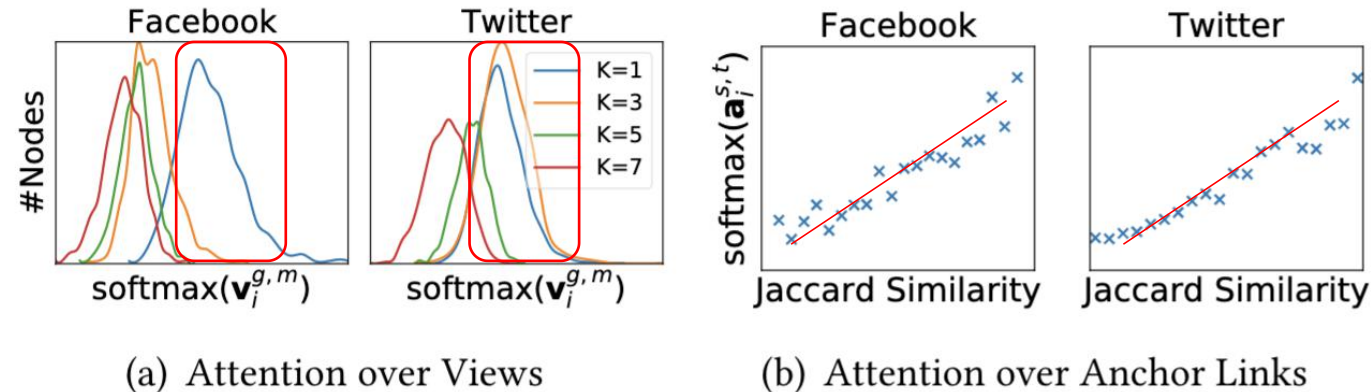 Facebook
Twitter
#Nodes
K=1
K=3
K=5
K=7
softmax(v_i^{g, m})
softmax(v_i^{g, m})
(a) Attention over Views
Facebook
Twitter
softmax(a_i^{s, t})
Jaccard Similarity
Jaccard Similarity
(b) Attention over Anchor Links